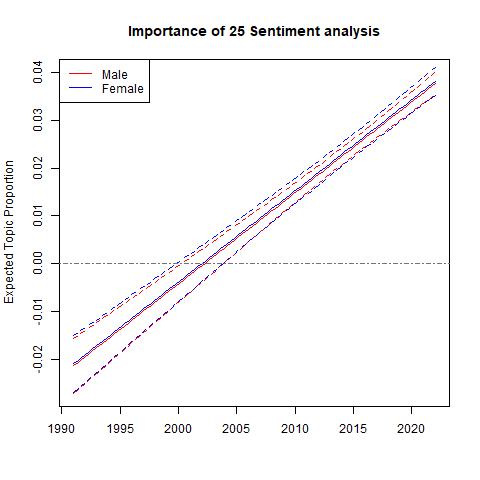 Importance of 25 Sentiment analysis
Male
Female
Expected Topic Proportion
0.04
0.03
0.02
0.01
0.00
-0.01
-0.02
1990 1995 2000 2005 2010 2015 2020